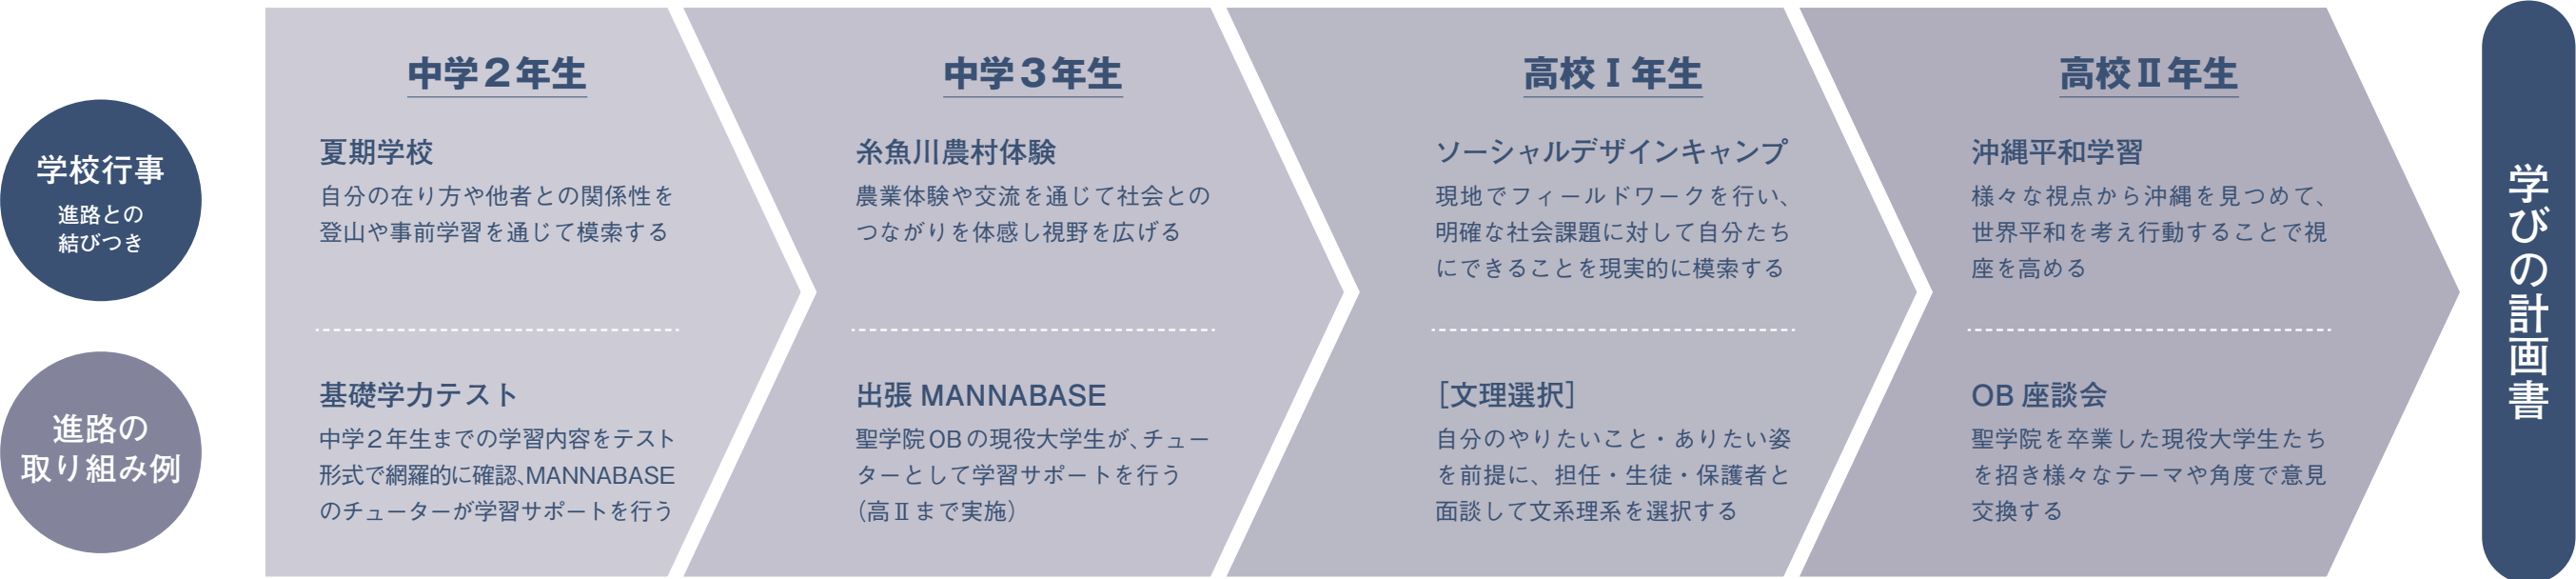 学校行事
進路との
結びつき
進路の
取り組み例
中学2年生
夏期学校
自分の在り方や他者との関係性を
登山や事前学習を通じて模索する
基礎学力テスト
中学2年生までの学習内容をテスト
形式で網羅的に確認、MANNABASE
のチューターが学習サポートを行う
中学3年生
糸魚川農村体験
農業体験や交流を通じて社会との
つながりを体感し視野を広げる
出張 MANNABASE
聖学院OBの現役大学生が、チュー
ターとして学習サポートを行う
(高Ⅱまで実施)
高校Ⅰ年生
ソーシャルデザインキャンプ
現地でフィールドワークを行い、
明確な社会課題に対して自分たち
にできることを現実的に模索する
[文理選択]
自分のやりたいこと・ありたい姿
を前提に、担任・生徒・保護者と
面談して文系理系を選択する
高校Ⅱ年生
沖縄平和学習
様々な視点から沖縄を見つめて、
世界平和を考え行動することで視
座を高める
OB 座談会
聖学院を卒業した現役大学生たち
を招き様々なテーマや角度で意見
交換する
学びの計画書